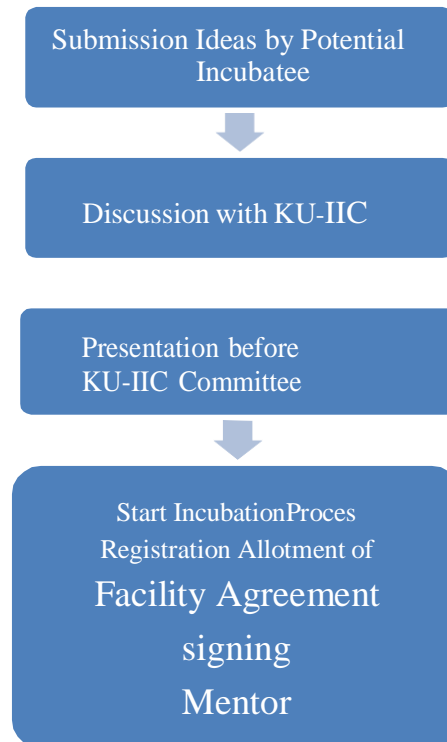 Submission Ideas by Potential
Incubatee
Discussion with KU-IIC
Presentation before
KU-IIC Committee
Start IncubationProces
Registration Allotment of
Facility Agreement
signing
Mentor